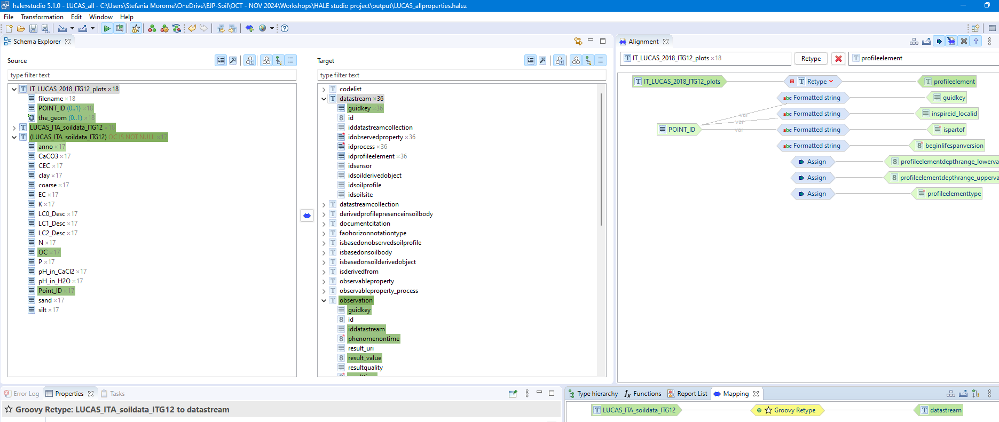 hale»studio 5.1.0 - LUCAS_all - C:\Users\Stefania Mororne\OneDrive\EJP-Soil\OCT - NOV 2024\Workshops\HALE studio project\output\LUCAS_allproperties.halez
File Transformation Edit Window Help
Schema Explorer
Source
type filter text
IT_LUCAS_2018_ITG12_plots ×18
filename ×18
POINT_ID (0..1) ×18
the_geom (0..1) ×18
LUCAS_ITA_soildata_ITG12 ×18
(LUCAS_ITA_soildata_ITG12) OC IS NOT NULL ×17
anno ×17
CaCO3 ×17
CEC ×17
clay ×17
coarse ×17
EC ×17
K ×17
LC0_Desc ×17
LC1_Desc ×17
LC2_Desc ×17
N ×17
OC ×17
P ×17
pH_in_CaCl2 ×17
pH_in_H2O ×17
Point_ID ×17
sand ×17
silt ×17
Target
type filter text
codelist
datastream ×36
guidkey ×36
id
iddatastreamcollection
idobservedproperty ×36
idprocess ×36
idprofileelement ×36
idsensor
idsoilderivedobject
idsoilprofile
idsoilsite
datastreamcollection
derivedprofilepresenceinsoilbody
documentcitation
faohorizonnotationtype
isbasedonobservedsoilprofile
isbasedonsoilbody
isbasedonsoilderivedobject
isderivedfrom
observableproperty
observableproperty_process
observation
guidkey
id
iddatastream
phenomenontime
result_uri
result_value
resultquality
Alignment
IT_LUCAS_2018_ITG12_plots ×18 Retype profileelement
IT_LUCAS_2018_ITG12_plots Retype profileelement
abc Formatted string guidkey
var
abc Formatted string inspireid_localid
var
POINT_ID var abc Formatted string ispartof
abc Formatted string beginlifespanversion
Assign profileelementdepthrange_lowerva
Assign profileelementdepthrange_upperva
Assign profileelementtype
Error Log Properties Tasks
Groovy Retype: LUCAS_ITA_soildata_ITG12 to datastream
Type hierarchy Functions Report List Mapping
LUCAS_ITA_soildata_ITG12 Groovy Retype datastream